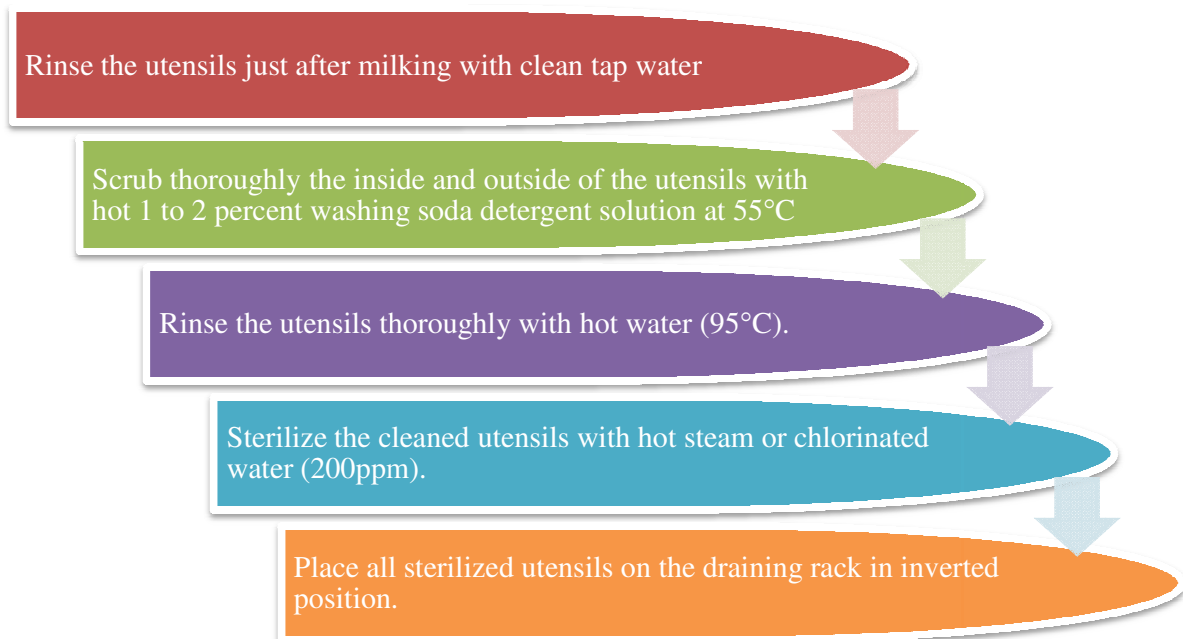 Rinse the utensils just after milking with clean tap water
Scrub thoroughly the inside and outside of the utensils with
hot 1 to 2 percent washing soda detergent solution at 55°C
Rinse the utensils thoroughly with hot water (95°C).
Sterilize the cleaned utensils with hot steam or chlorinated
water (200ppm).
Place all sterilized utensils on the draining rack in inverted
position.